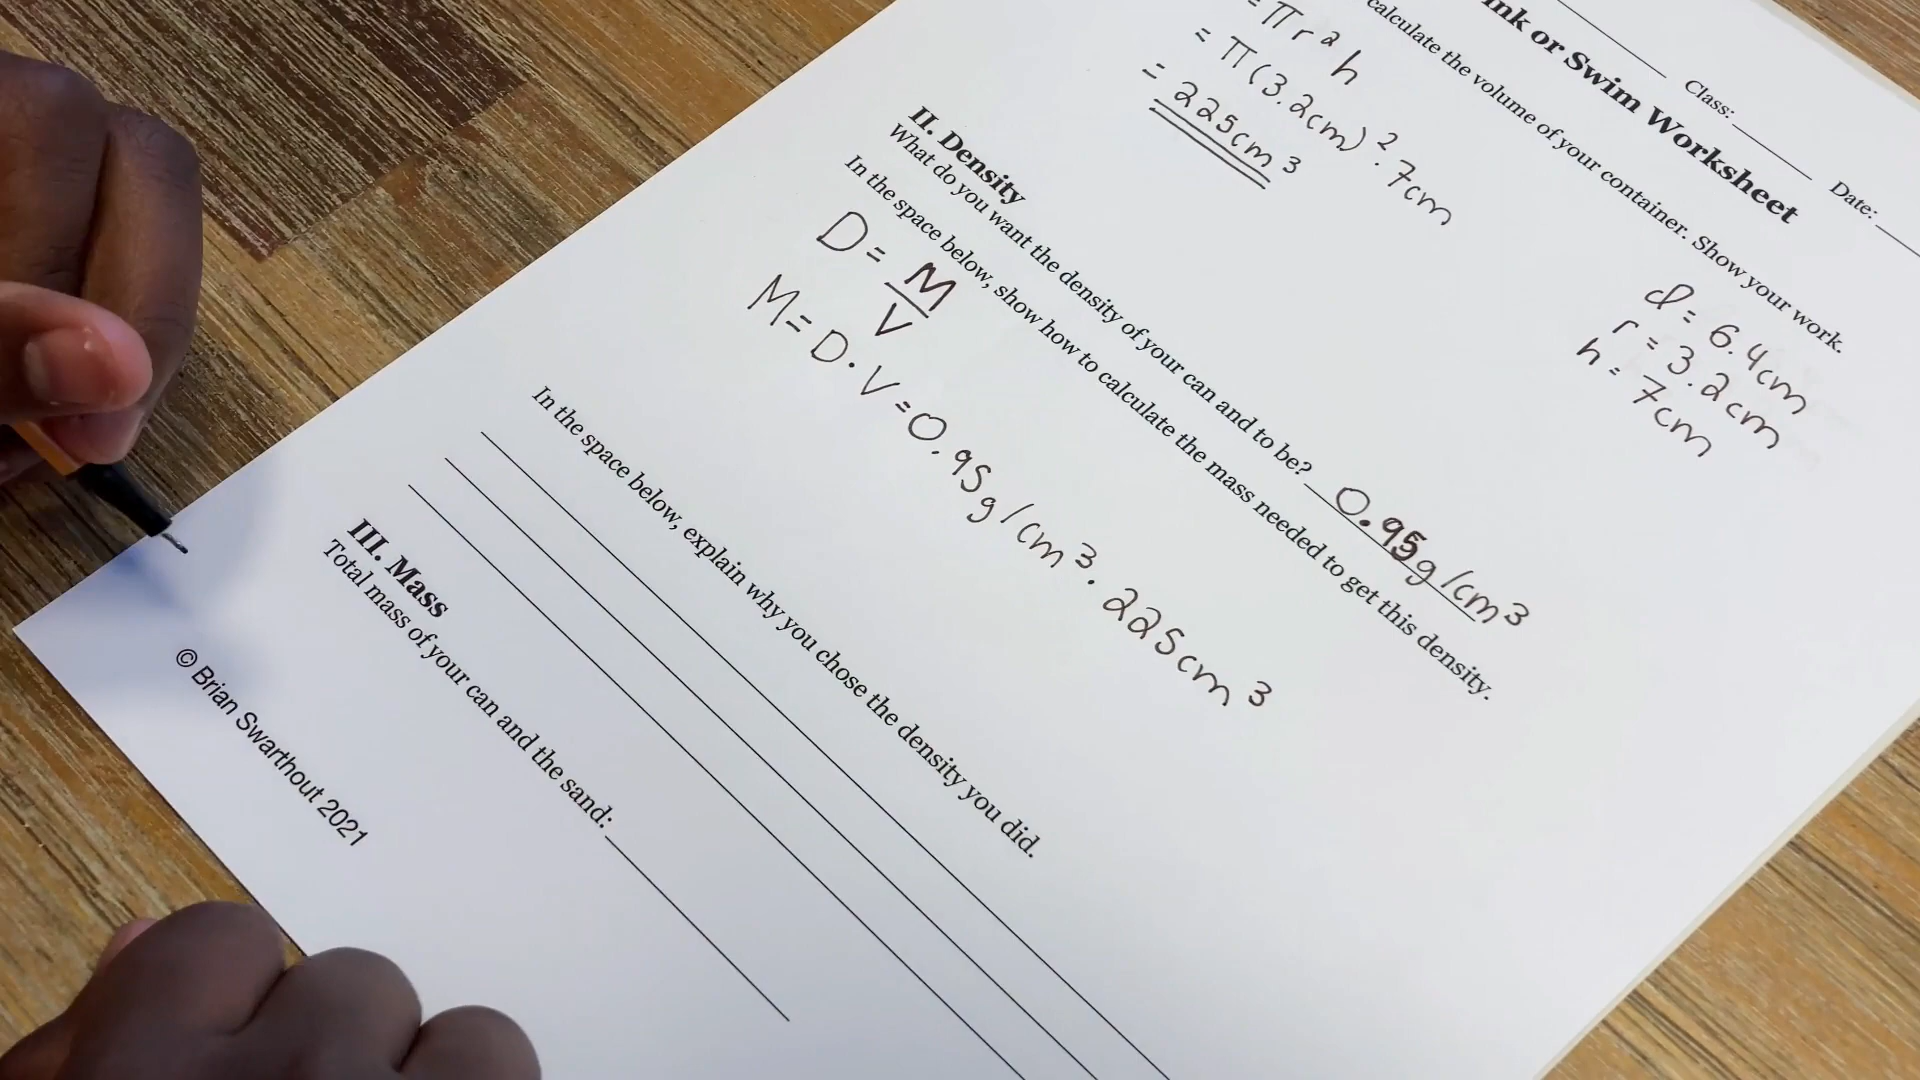 Class:
Date:
ink or Swim Worksheet
calculate the volume of your container. Show your work.
= πr² h
= π(3.2cm)²·7cm
= 225cm³
d = 6.4cm
r = 3.2cm
h = 7cm
II. Density
What do you want the density of your can and to be? 0.95g/cm³
In the space below, show how to calculate the mass needed to get this density.
D = M/V
M = D·V = 0.95g/cm³·225cm³
In the space below, explain why you chose the density you did.
III. Mass
Total mass of your can and the sand:
© Brian Swarthout 2021